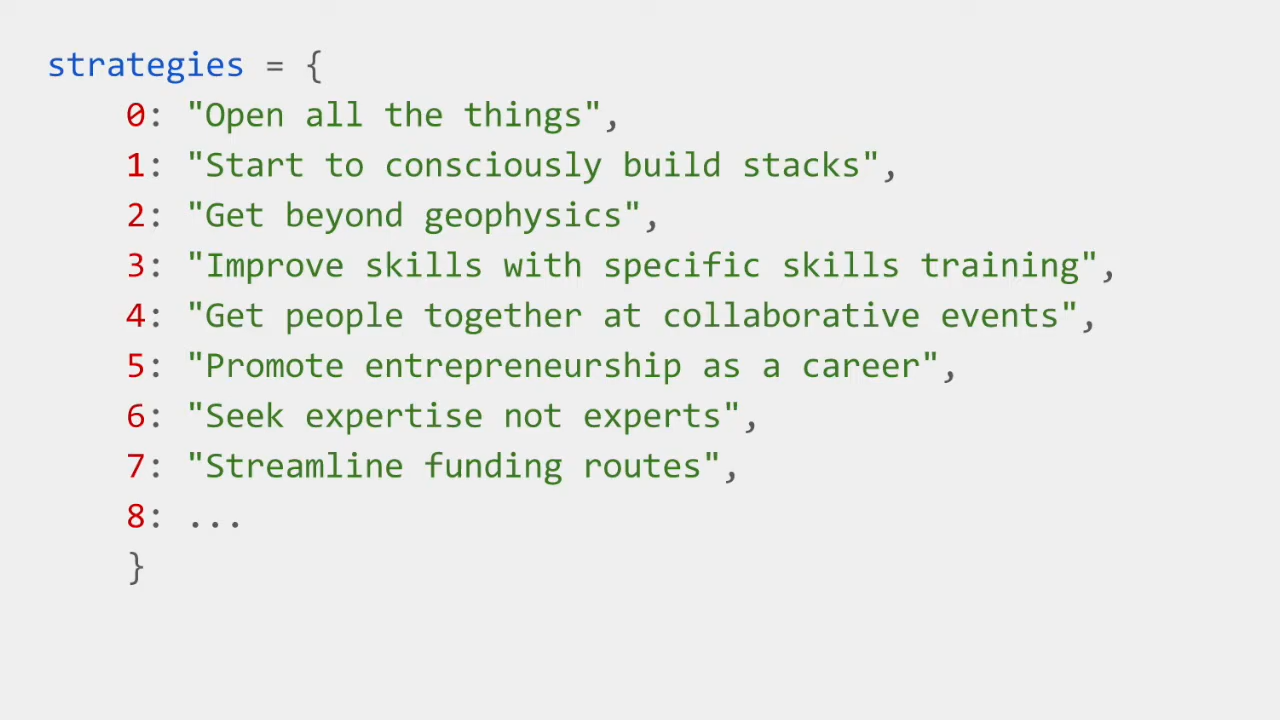 strategies = {
0: "Open all the things",
1: "Start to consciously build stacks",
2: "Get beyond geophysics",
3: "Improve skills with specific skills training",
4: "Get people together at collaborative events",
5: "Promote entrepreneurship as a career",
6: "Seek expertise not experts",
7: "Streamline funding routes",
8: ...
}